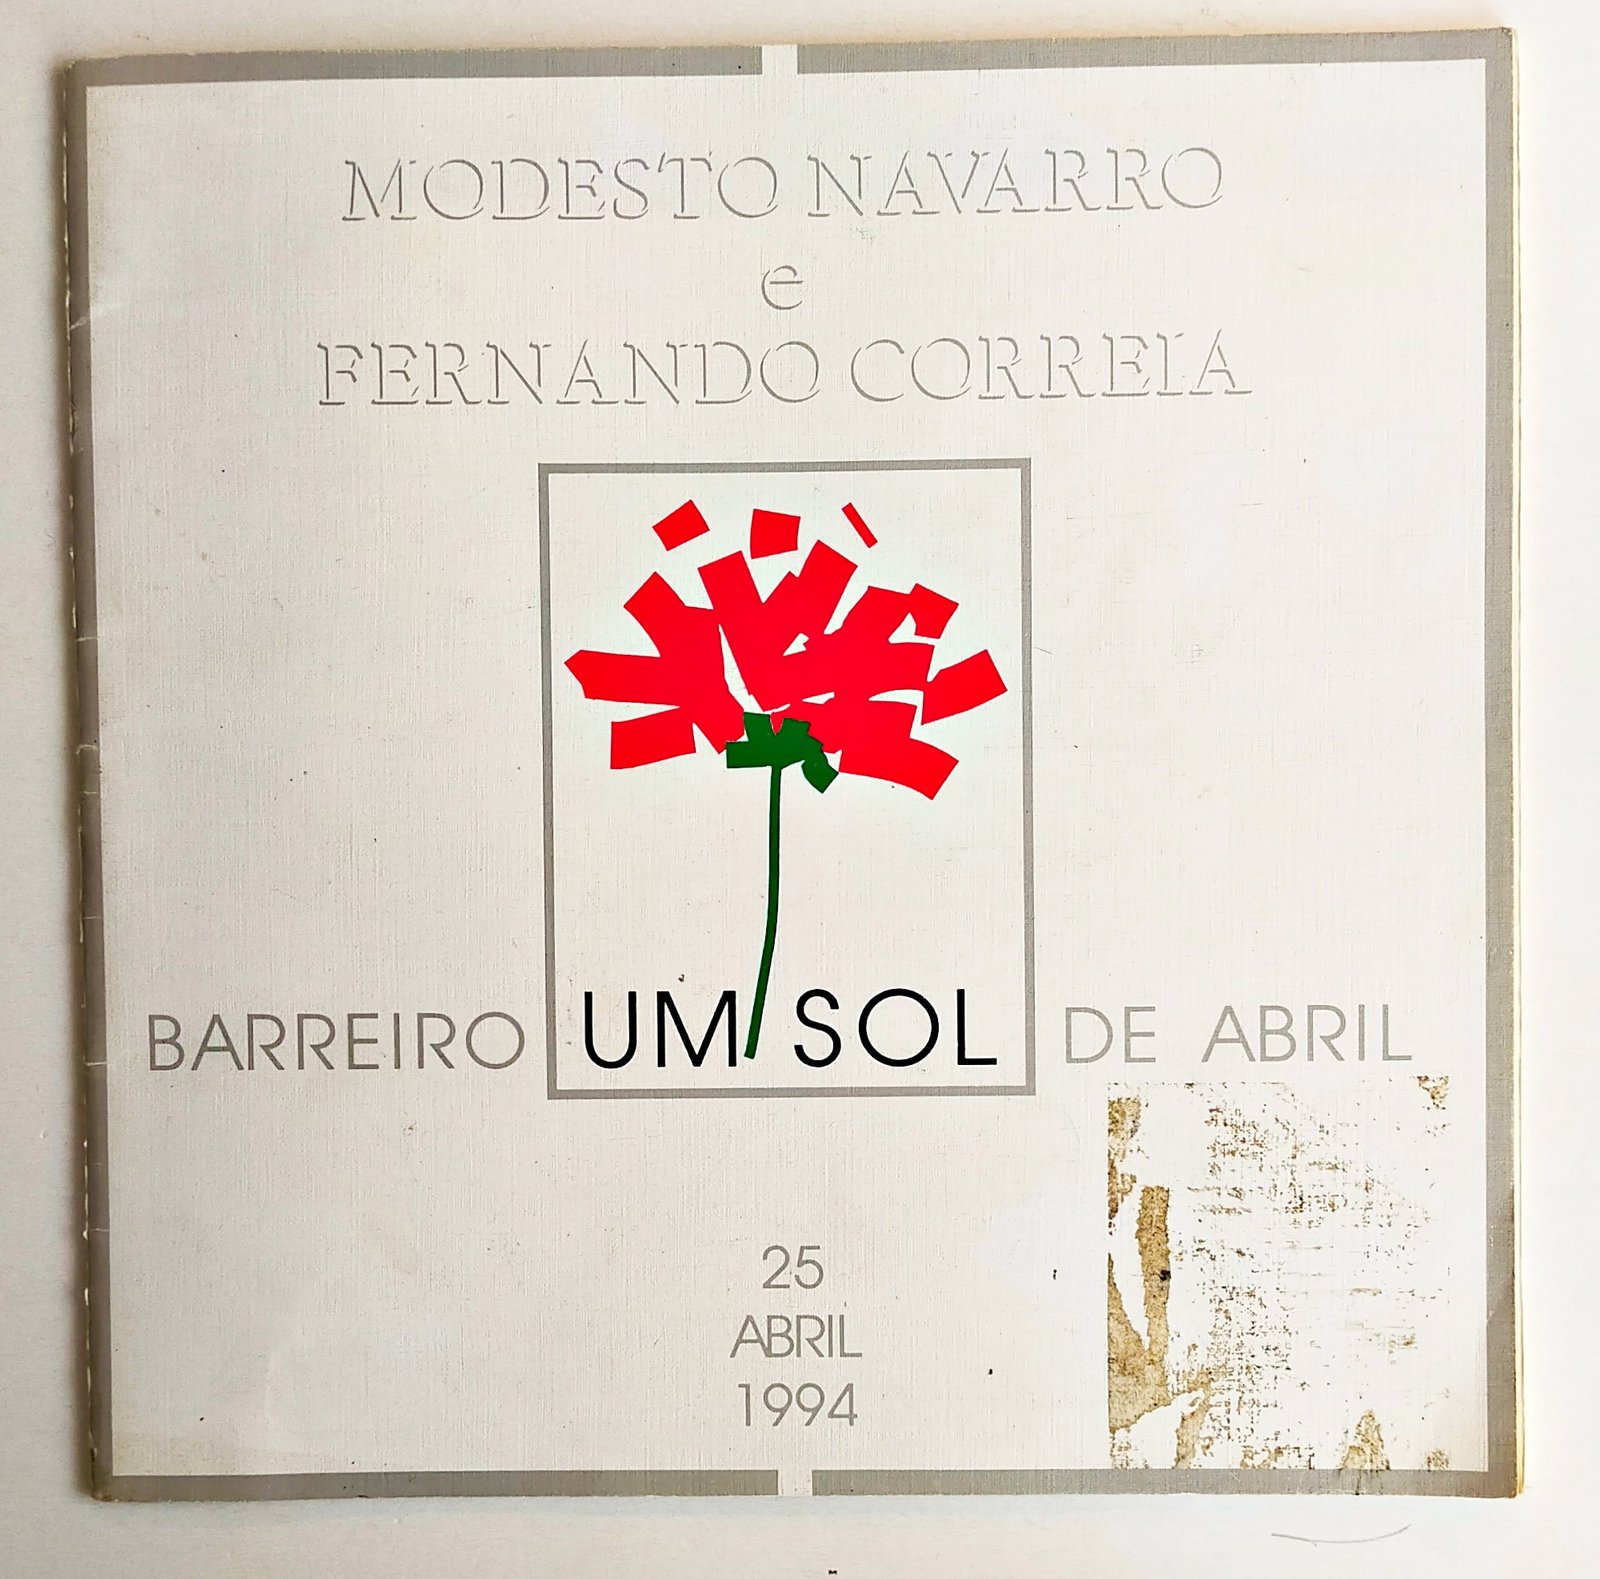 MODESTO NAVARRO
e
FERNANDO CORREIA
BARREIRO UM SOL DE ABRIL
25
ABRIL
1994